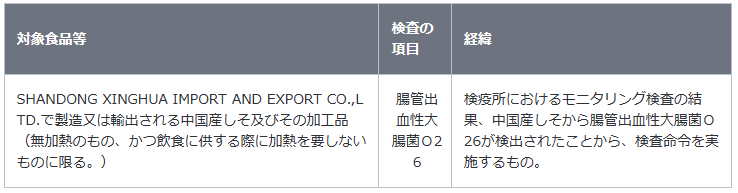 対象食品等
検査の
項目
経緯
SHANDONG XINGHUA IMPORT AND EXPORT CO.,L
TD.で製造又は輸出される中国産しそ及びその加工品
（無加熱のもの、かつ飲食に供する際に加熱を要しない
ものに限る。）
腸管出
血性大
腸菌Ｏ2
6
検疫所におけるモニタリング検査の結
果、中国産しそから腸管出血性大腸菌Ｏ
26が検出されたことから、検査命令を実
施するもの。